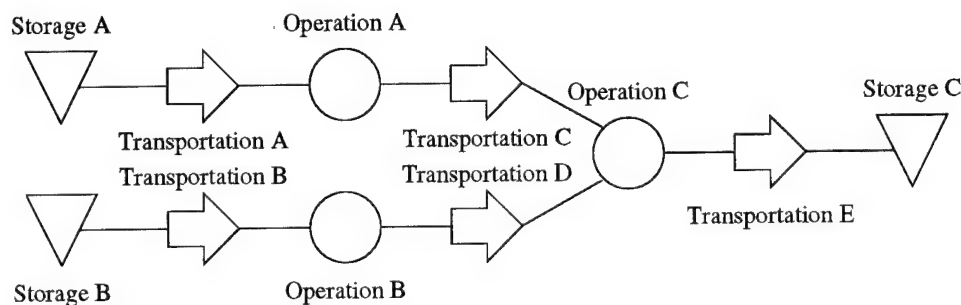 Storage A
Operation A
Operation C
Storage C
Transportation A
Transportation C
Transportation B
Transportation D
Transportation E
Storage B
Operation B